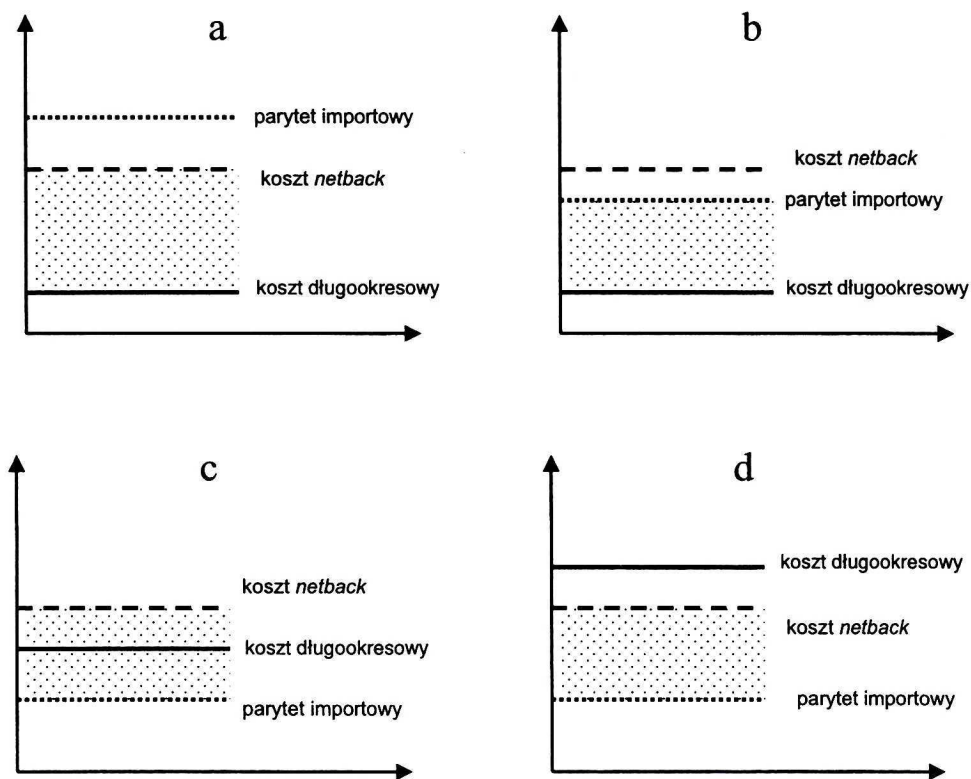 a
parytet importowy
koszt netback
koszt długookresowy
b
koszt netback
parytet importowy
koszt długookresowy
c
koszt netback
koszt długookresowy
parytet importowy
d
koszt długookresowy
koszt netback
parytet importowy